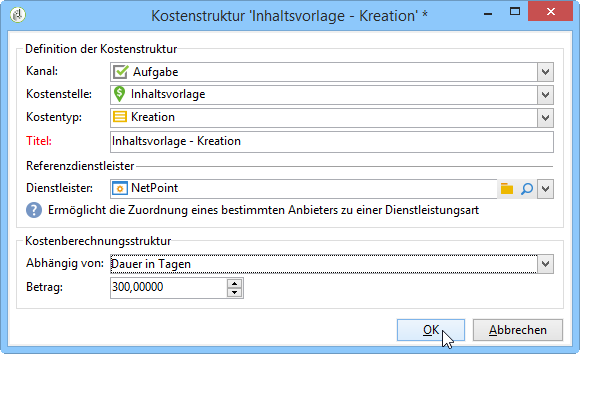 Kostenstruktur 'Inhaltsvorlage - Kreation' *
Definition der Kostenstruktur
Kanal: Aufgabe
Kostenstelle: Inhaltsvorlage
Kostentyp: Kreation
Titel: Inhaltsvorlage - Kreation
Referenzdienstleister
Dienstleister: NetPoint
? Ermöglicht die Zuordnung eines bestimmten Anbieters zu einer Dienstleistungsart
Kostenberechnungsstruktur
Abhängig von: Dauer in Tagen
Betrag: 300,00000
OK Abbrechen